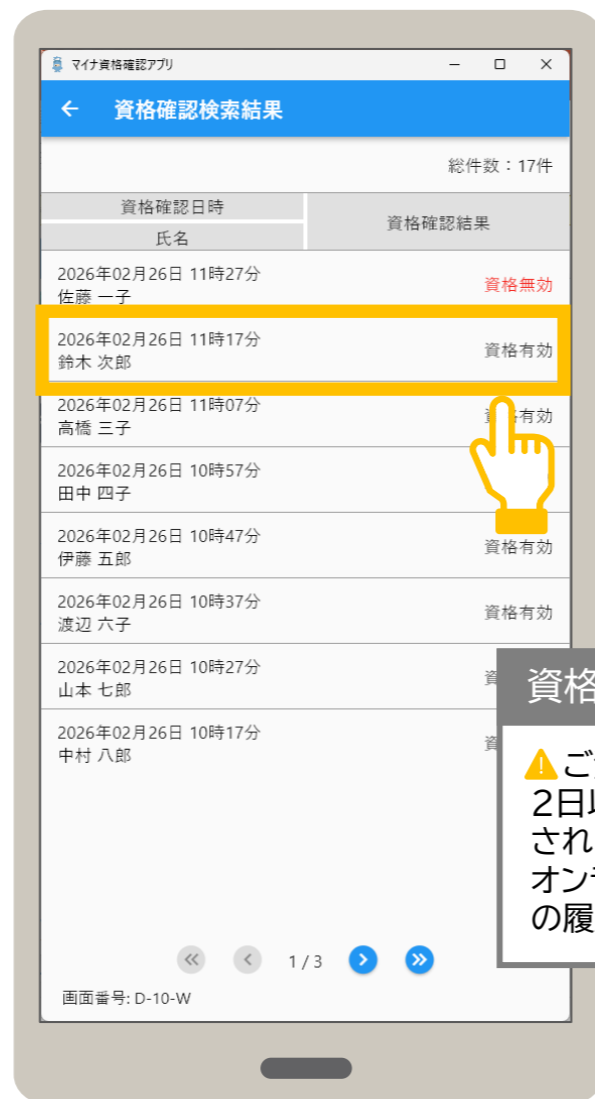 マイナ資格確認アプリ
← 資格確認検索結果
総件数：17件
資格確認日時
氏名
資格確認結果
2026年02月26日 11時27分
佐藤 一子
資格無効
2026年02月26日 11時17分
鈴木 次郎
資格有効
2026年02月26日 11時07分
高橋 三子
有効
2026年02月26日 10時57分
田中 四子
2026年02月26日 10時47分
伊藤 五郎
資格有効
2026年02月26日 10時37分
渡辺 六子
資格有効
2026年02月26日 10時27分
山本 七郎
資
2026年02月26日 10時17分
中村 八郎
資
資格
ご
2日
され
オン
の履
1 / 3
画面番号: D-10-W